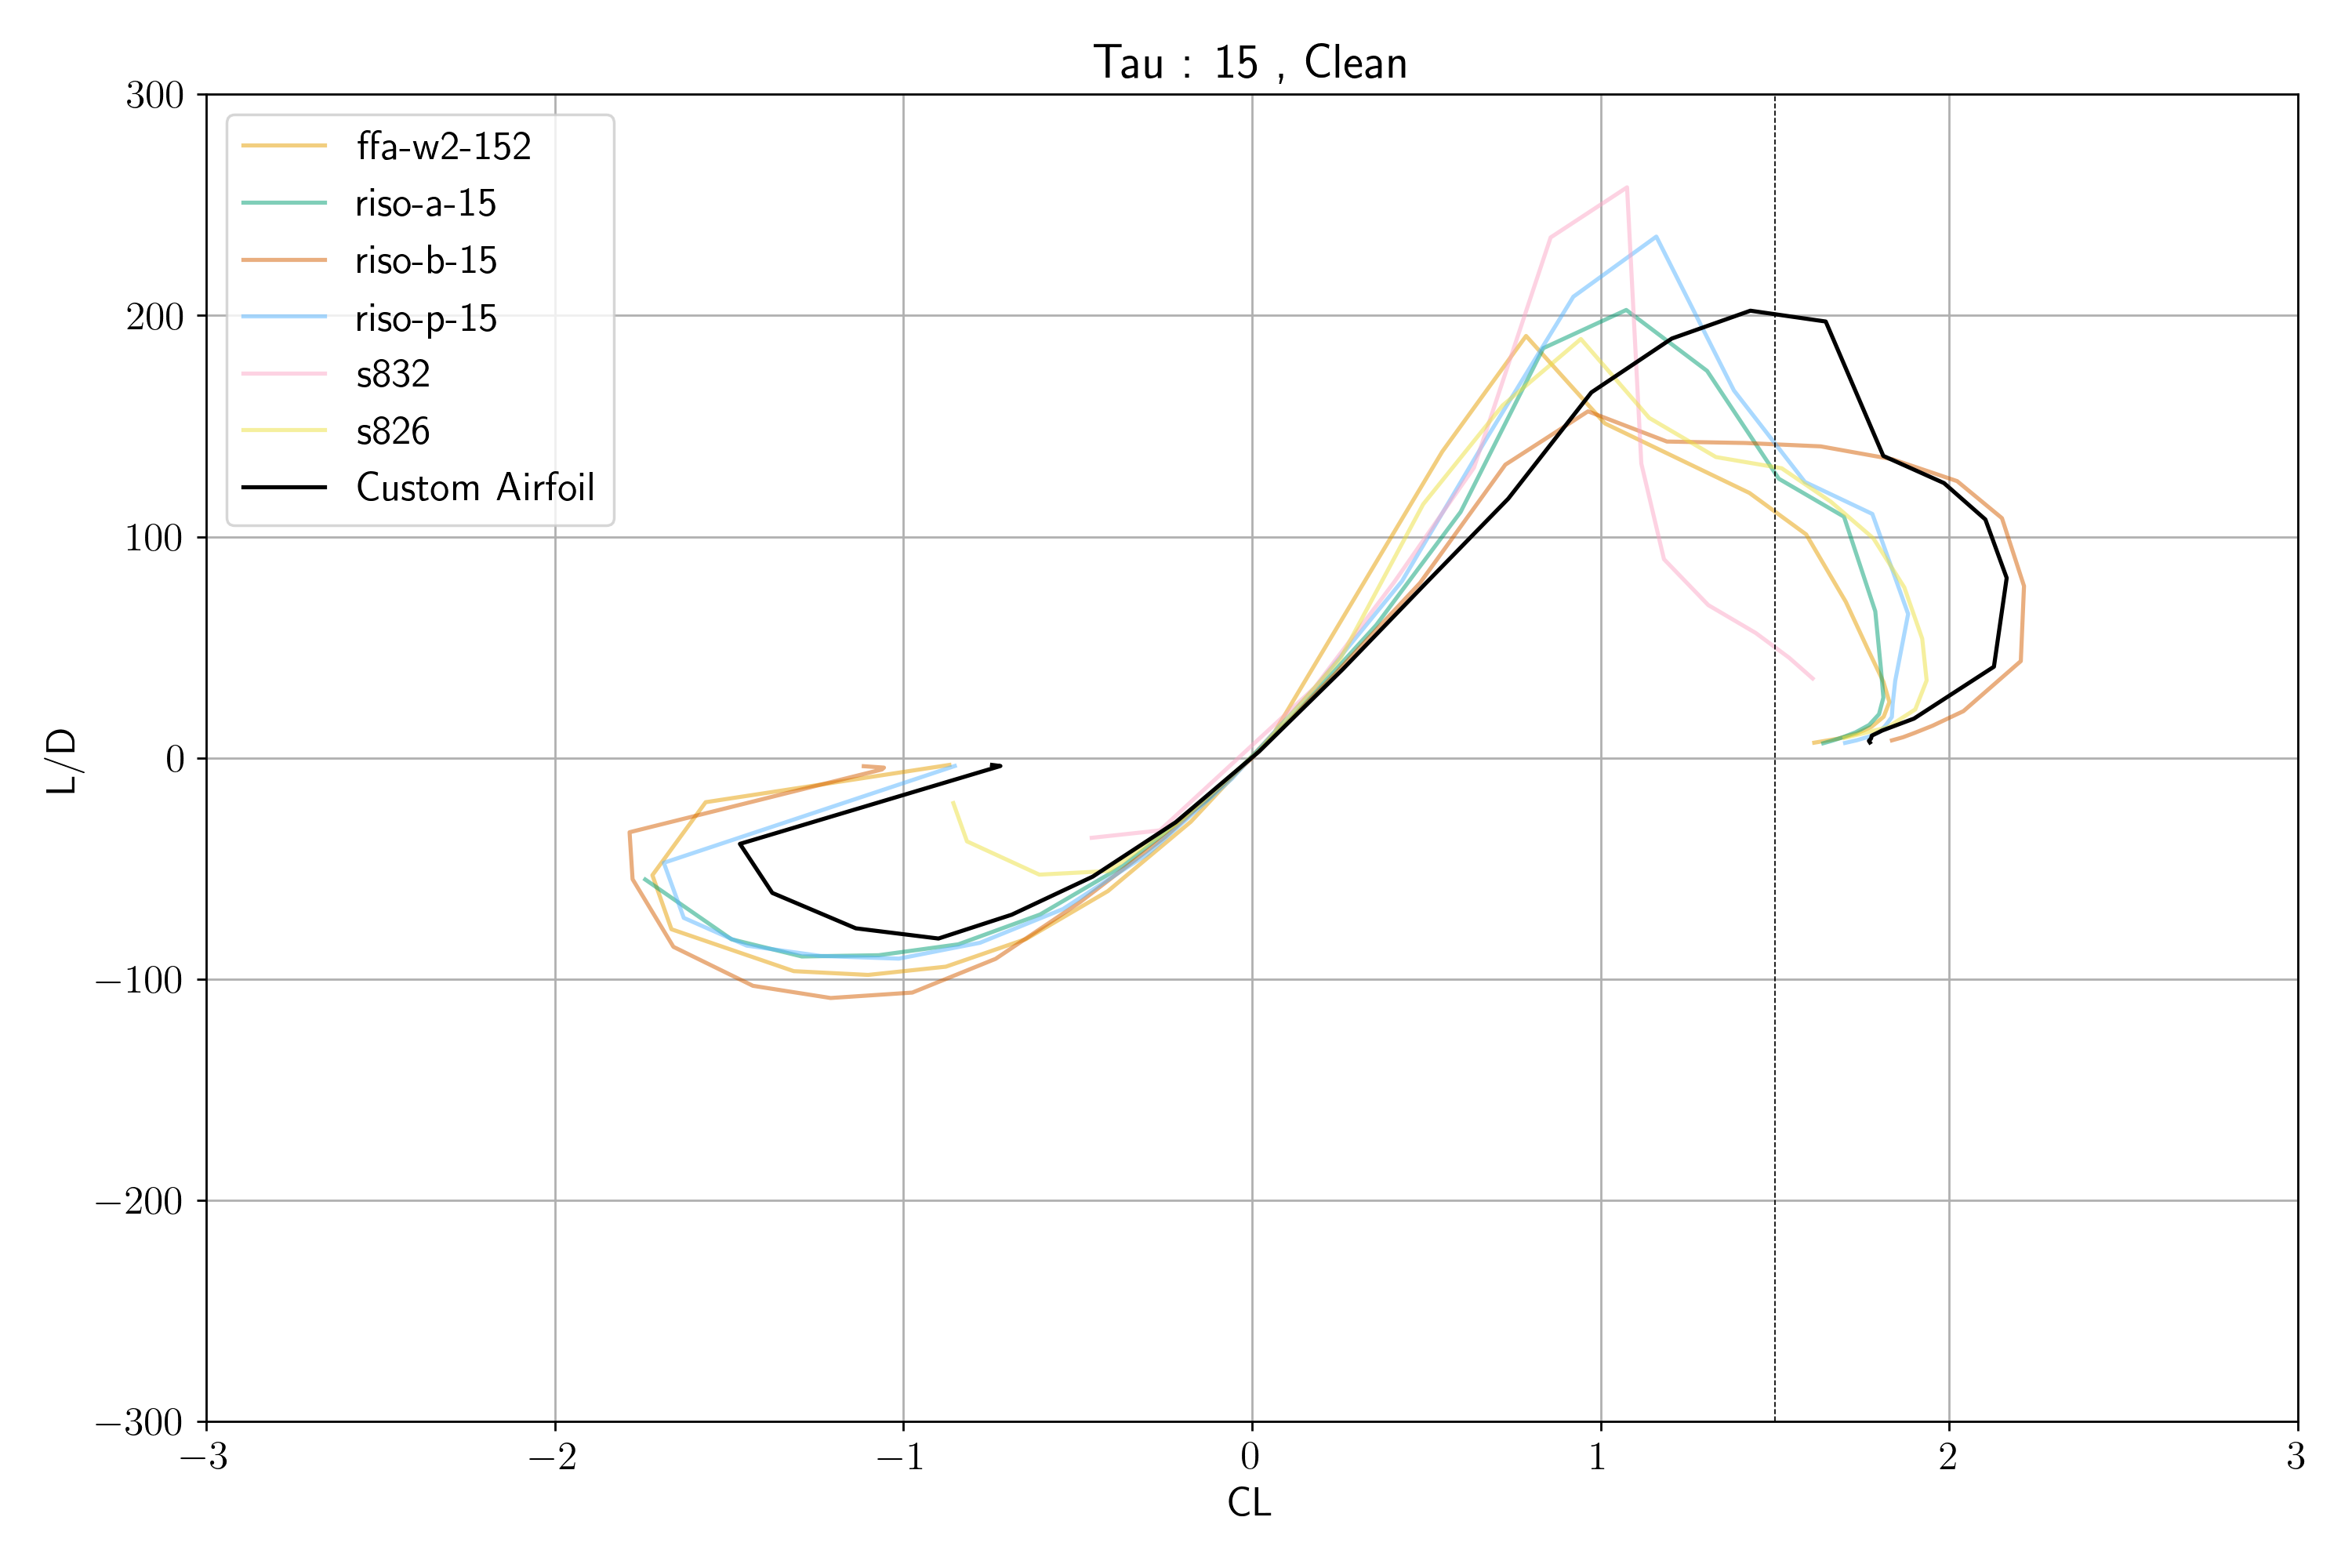 Tau : 15 , Clean
300
200
100
0
−100
−200
−300
L/D
ffa-w2-152
riso-a-15
riso-b-15
riso-p-15
s832
s826
Custom Airfoil
−3
−2
−1
0
1
2
3
CL